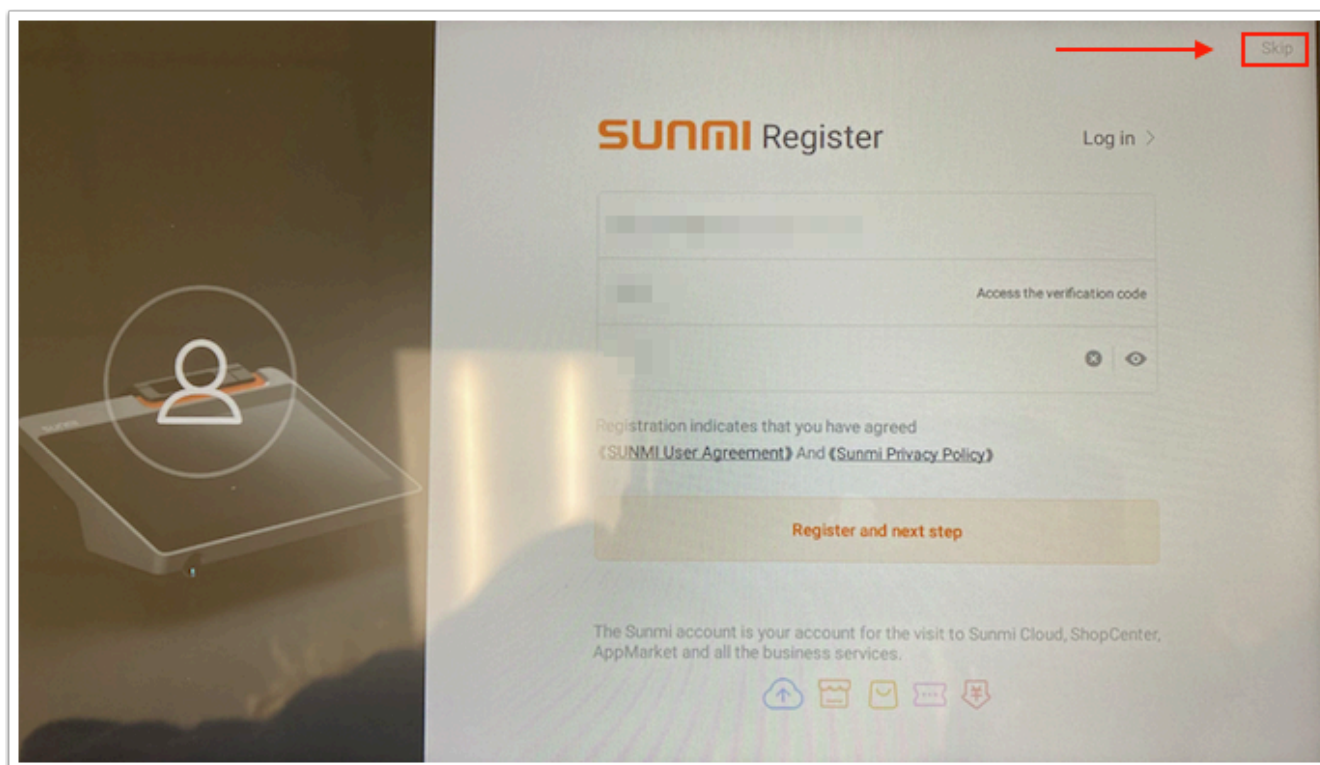 Skip
SUNMI Register
Log in >
Access the verification code
Registration indicates that you have agreed
《SUNMI User Agreement》 And 《Sunmi Privacy Policy》
Register and next step
The Sunmi account is your account for the visit to Sunmi Cloud, ShopCenter,
AppMarket and all the business services.
sunmi